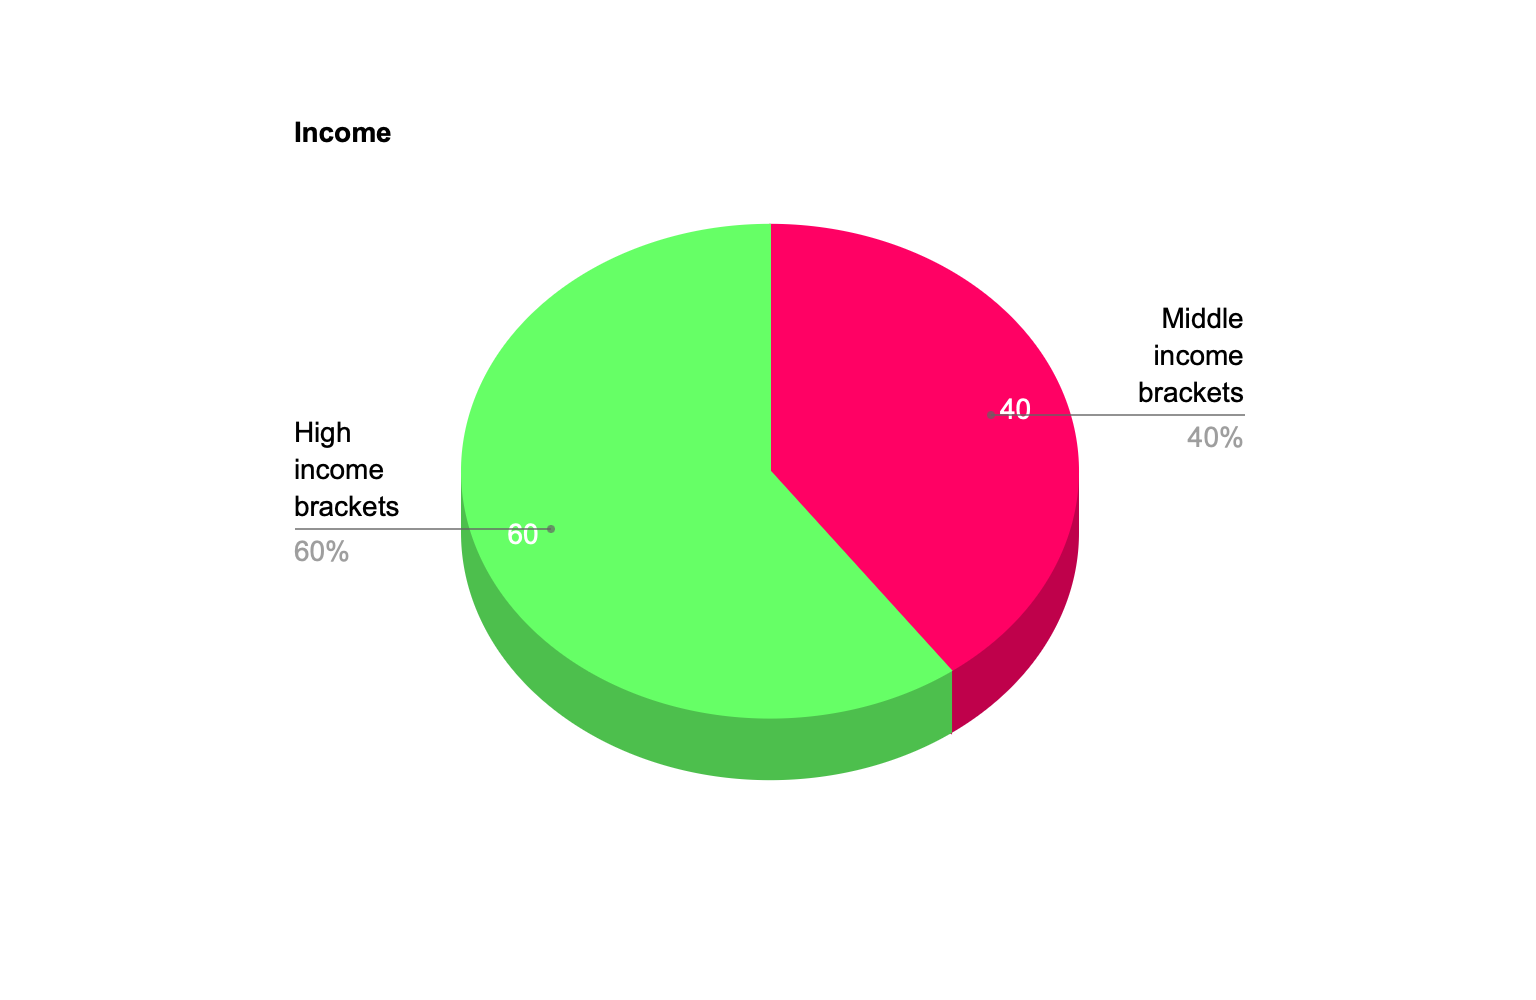 Income
Middle
income
brackets
40
40%
High
income
brackets
60
60%